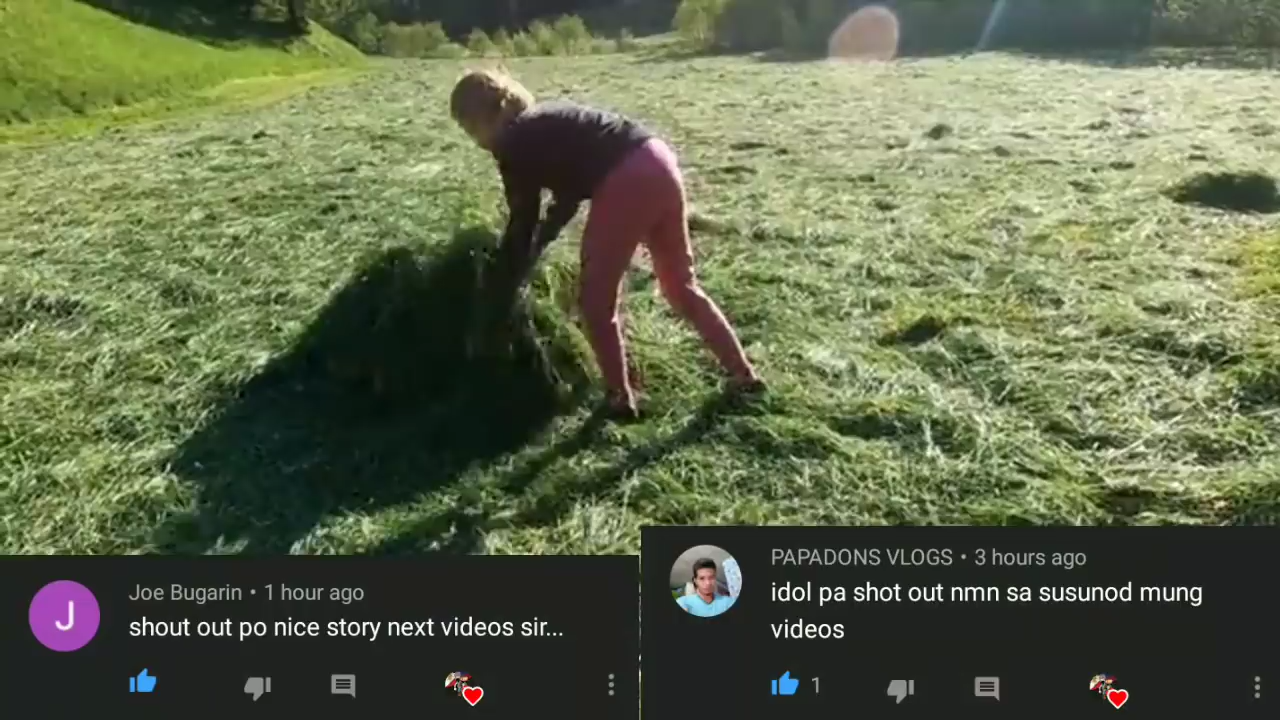 Joe Bugarin • 1 hour ago
shout out po nice story next videos sir...
J
PAPADONS VLOGS • 3 hours ago
idol pa shot out nmn sa susunod mung
videos
1